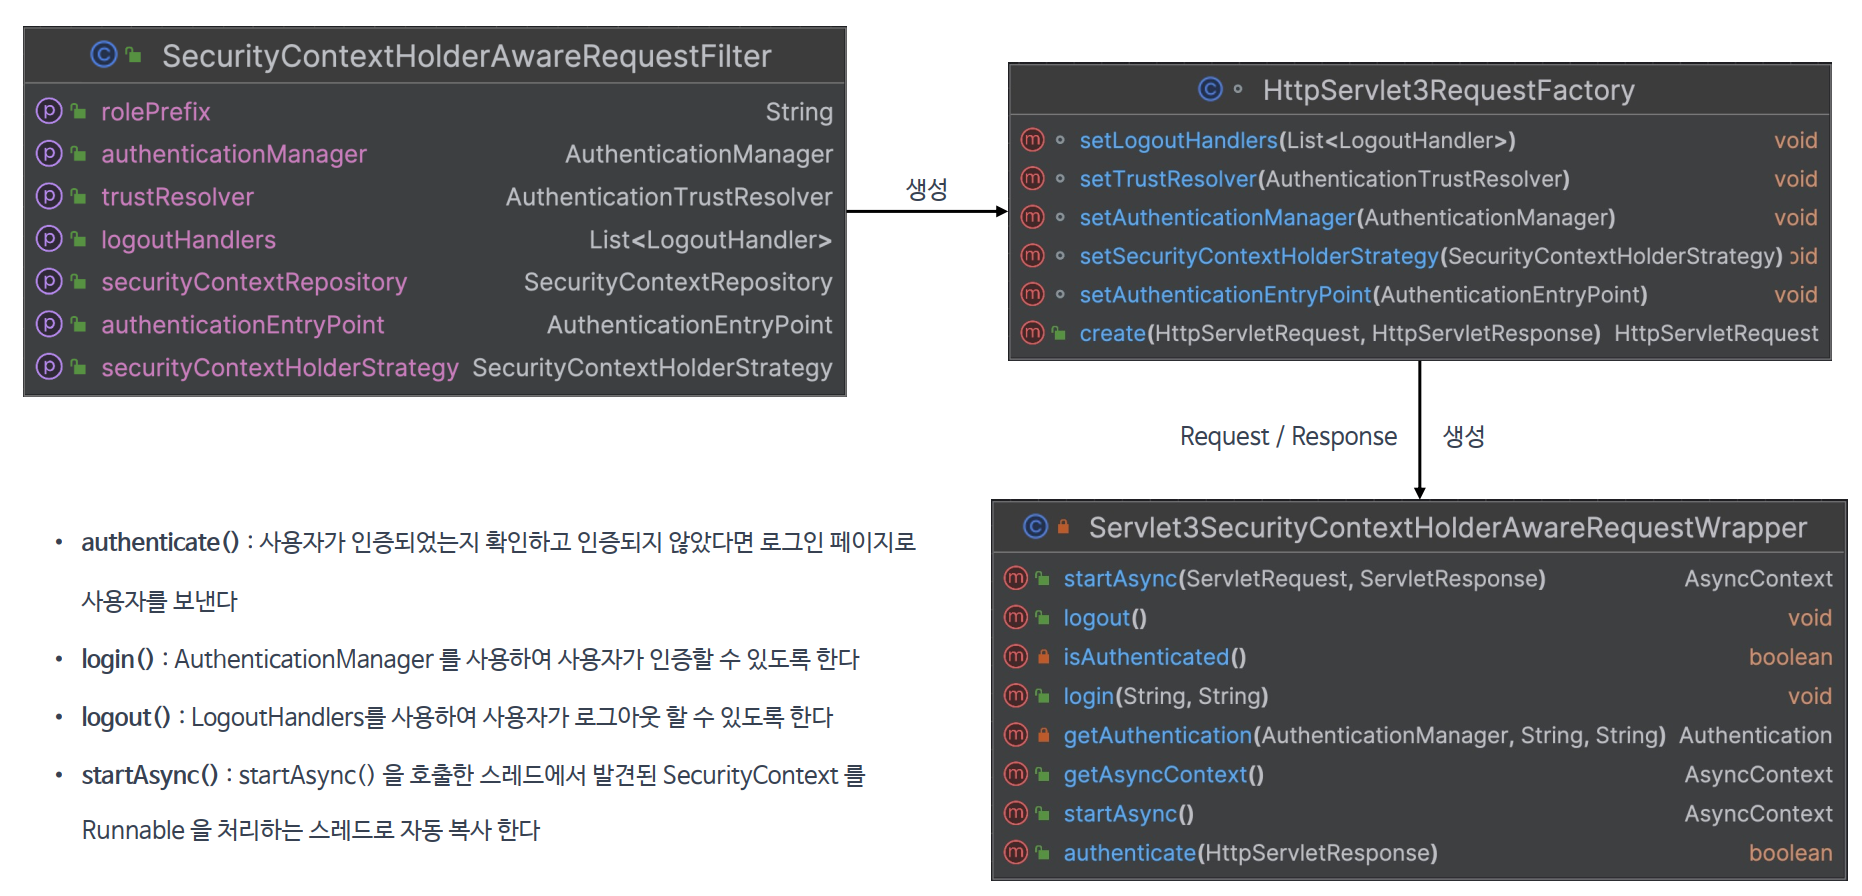 SecurityContextHolderAwareRequestFilter
rolePrefix String
authenticationManager AuthenticationManager
trustResolver AuthenticationTrustResolver
logoutHandlers List<LogoutHandler>
securityContextRepository SecurityContextRepository
authenticationEntryPoint AuthenticationEntryPoint
securityContextHolderStrategy SecurityContextHolderStrategy
생성
HttpServlet3RequestFactory
setLogoutHandlers(List<LogoutHandler>) void
setTrustResolver(AuthenticationTrustResolver) void
setAuthenticationManager(AuthenticationManager) void
setSecurityContextHolderStrategy(SecurityContextHolderStrategy) oid
setAuthenticationEntryPoint(AuthenticationEntryPoint) void
create(HttpServletRequest, HttpServletResponse) HttpServletRequest
Request / Response 생성
Servlet3SecurityContextHolderAwareRequestWrapper
startAsync(ServletRequest, ServletResponse) AsyncContext
logout() void
isAuthenticated() boolean
login(String, String) void
getAuthentication(AuthenticationManager, String, String) Authentication
getAsyncContext() AsyncContext
startAsync() AsyncContext
authenticate(HttpServletResponse) boolean
• authenticate() : 사용자가 인증되었는지 확인하고 인증되지 않았다면 로그인 페이지로
사용자를 보낸다
• login() : AuthenticationManager 를 사용하여 사용자가 인증할 수 있도록 한다
• logout() : LogoutHandlers를 사용하여 사용자가 로그아웃 할 수 있도록 한다
• startAsync() : startAsync() 을 호출한 스레드에서 발견된 SecurityContext 를
Runnable 을 처리하는 스레드로 자동 복사 한다